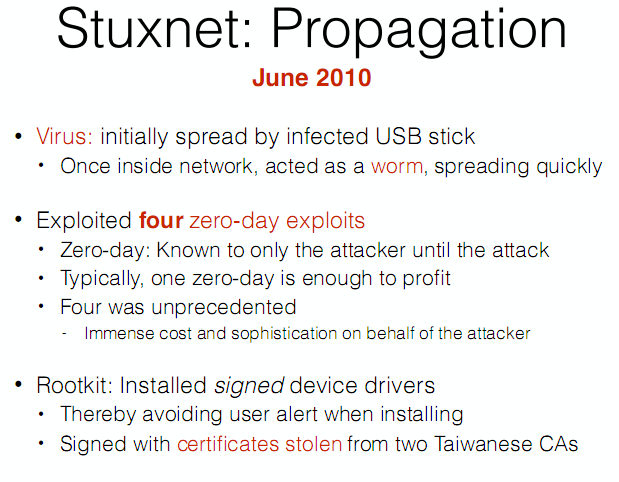 Stuxnet: Propagation
June 2010
• Virus: initially spread by infected USB stick
• Once inside network, acted as a worm, spreading quickly
• Exploited four zero-day exploits
• Zero-day: Known to only the attacker until the attack
• Typically, one zero-day is enough to profit
• Four was unprecedented
- Immense cost and sophistication on behalf of the attacker
• Rootkit: Installed signed device drivers
• Thereby avoiding user alert when installing
• Signed with certificates stolen from two Taiwanese CAs